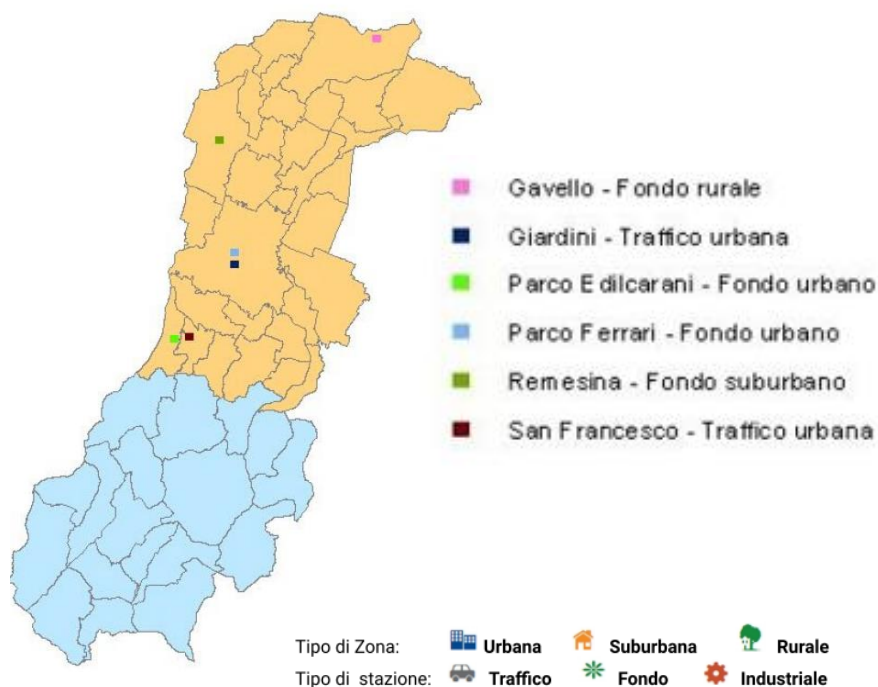 Gavello - Fondo rurale
Giardini - Traffico urbana
Parco Edilcarani - Fondo urbano
Parco Ferrari - Fondo urbano
Remesina - Fondo suburbano
San Francesco - Traffico urbana
Tipo di Zona: Urbana Suburbana Rurale
Tipo di stazione: Traffico Fondo Industriale